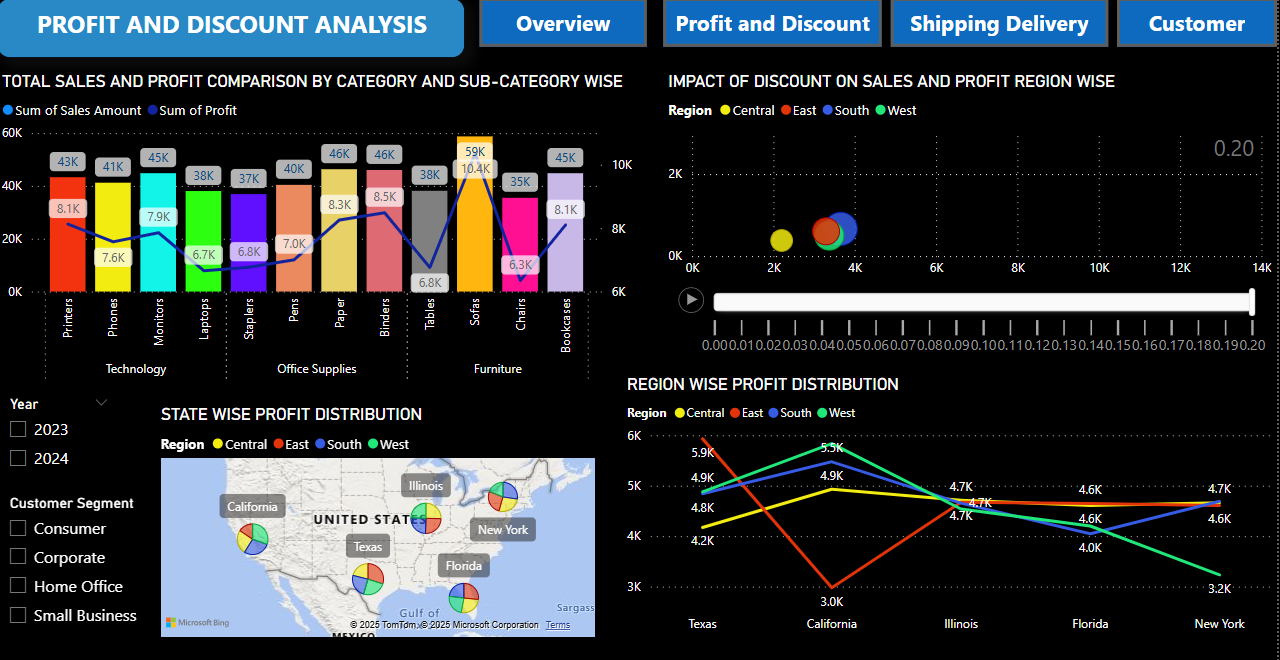 PROFIT AND DISCOUNT ANALYSIS
Overview
Profit and Discount
Shipping Delivery
Customer
TOTAL SALES AND PROFIT COMPARISON BY CATEGORY AND SUB-CATEGORY WISE
Sum of Sales Amount Sum of Profit
60K
40K
20K
0K
10K
8K
6K
43K 41K 45K 38K 37K 40K 46K 46K 38K 59K 35K 45K
8.1K 7.6K 7.9K 6.7K 6.8K 7.0K 8.3K 8.5K 6.8K 10.4K 6.3K 8.1K
Printers Phones Monitors Laptops Staplers Pens Paper Binders Tables Sofas Chairs Bookcases
Technology Office Supplies Furniture
IMPACT OF DISCOUNT ON SALES AND PROFIT REGION WISE
Region Central East South West
0.20
2K
0K
0K 2K 4K 6K 8K 10K 12K 14K
0.00 0.01 0.02 0.03 0.04 0.05 0.06 0.07 0.08 0.09 0.10 0.11 0.12 0.13 0.14 0.15 0.16 0.17 0.18 0.19 0.20
Year
2023
2024
Customer Segment
Consumer
Corporate
Home Office
Small Business
STATE WISE PROFIT DISTRIBUTION
Region Central East South West
Illinois
California
UNITED STATES
New York
Texas
Florida
Gulf of
Sargass
MEXICO
Microsoft Bing
© 2025 TomTom, © 2025 Microsoft Corporation Terms
REGION WISE PROFIT DISTRIBUTION
Region Central East South West
6K
5K
4K
3K
5.9K
4.9K
4.8K
4.2K
5.5K
4.9K
3.0K
4.7K
4.7K
4.7K
4.6K
4.6K
4.0K
4.7K
4.6K
3.2K
Texas California Illinois Florida New York